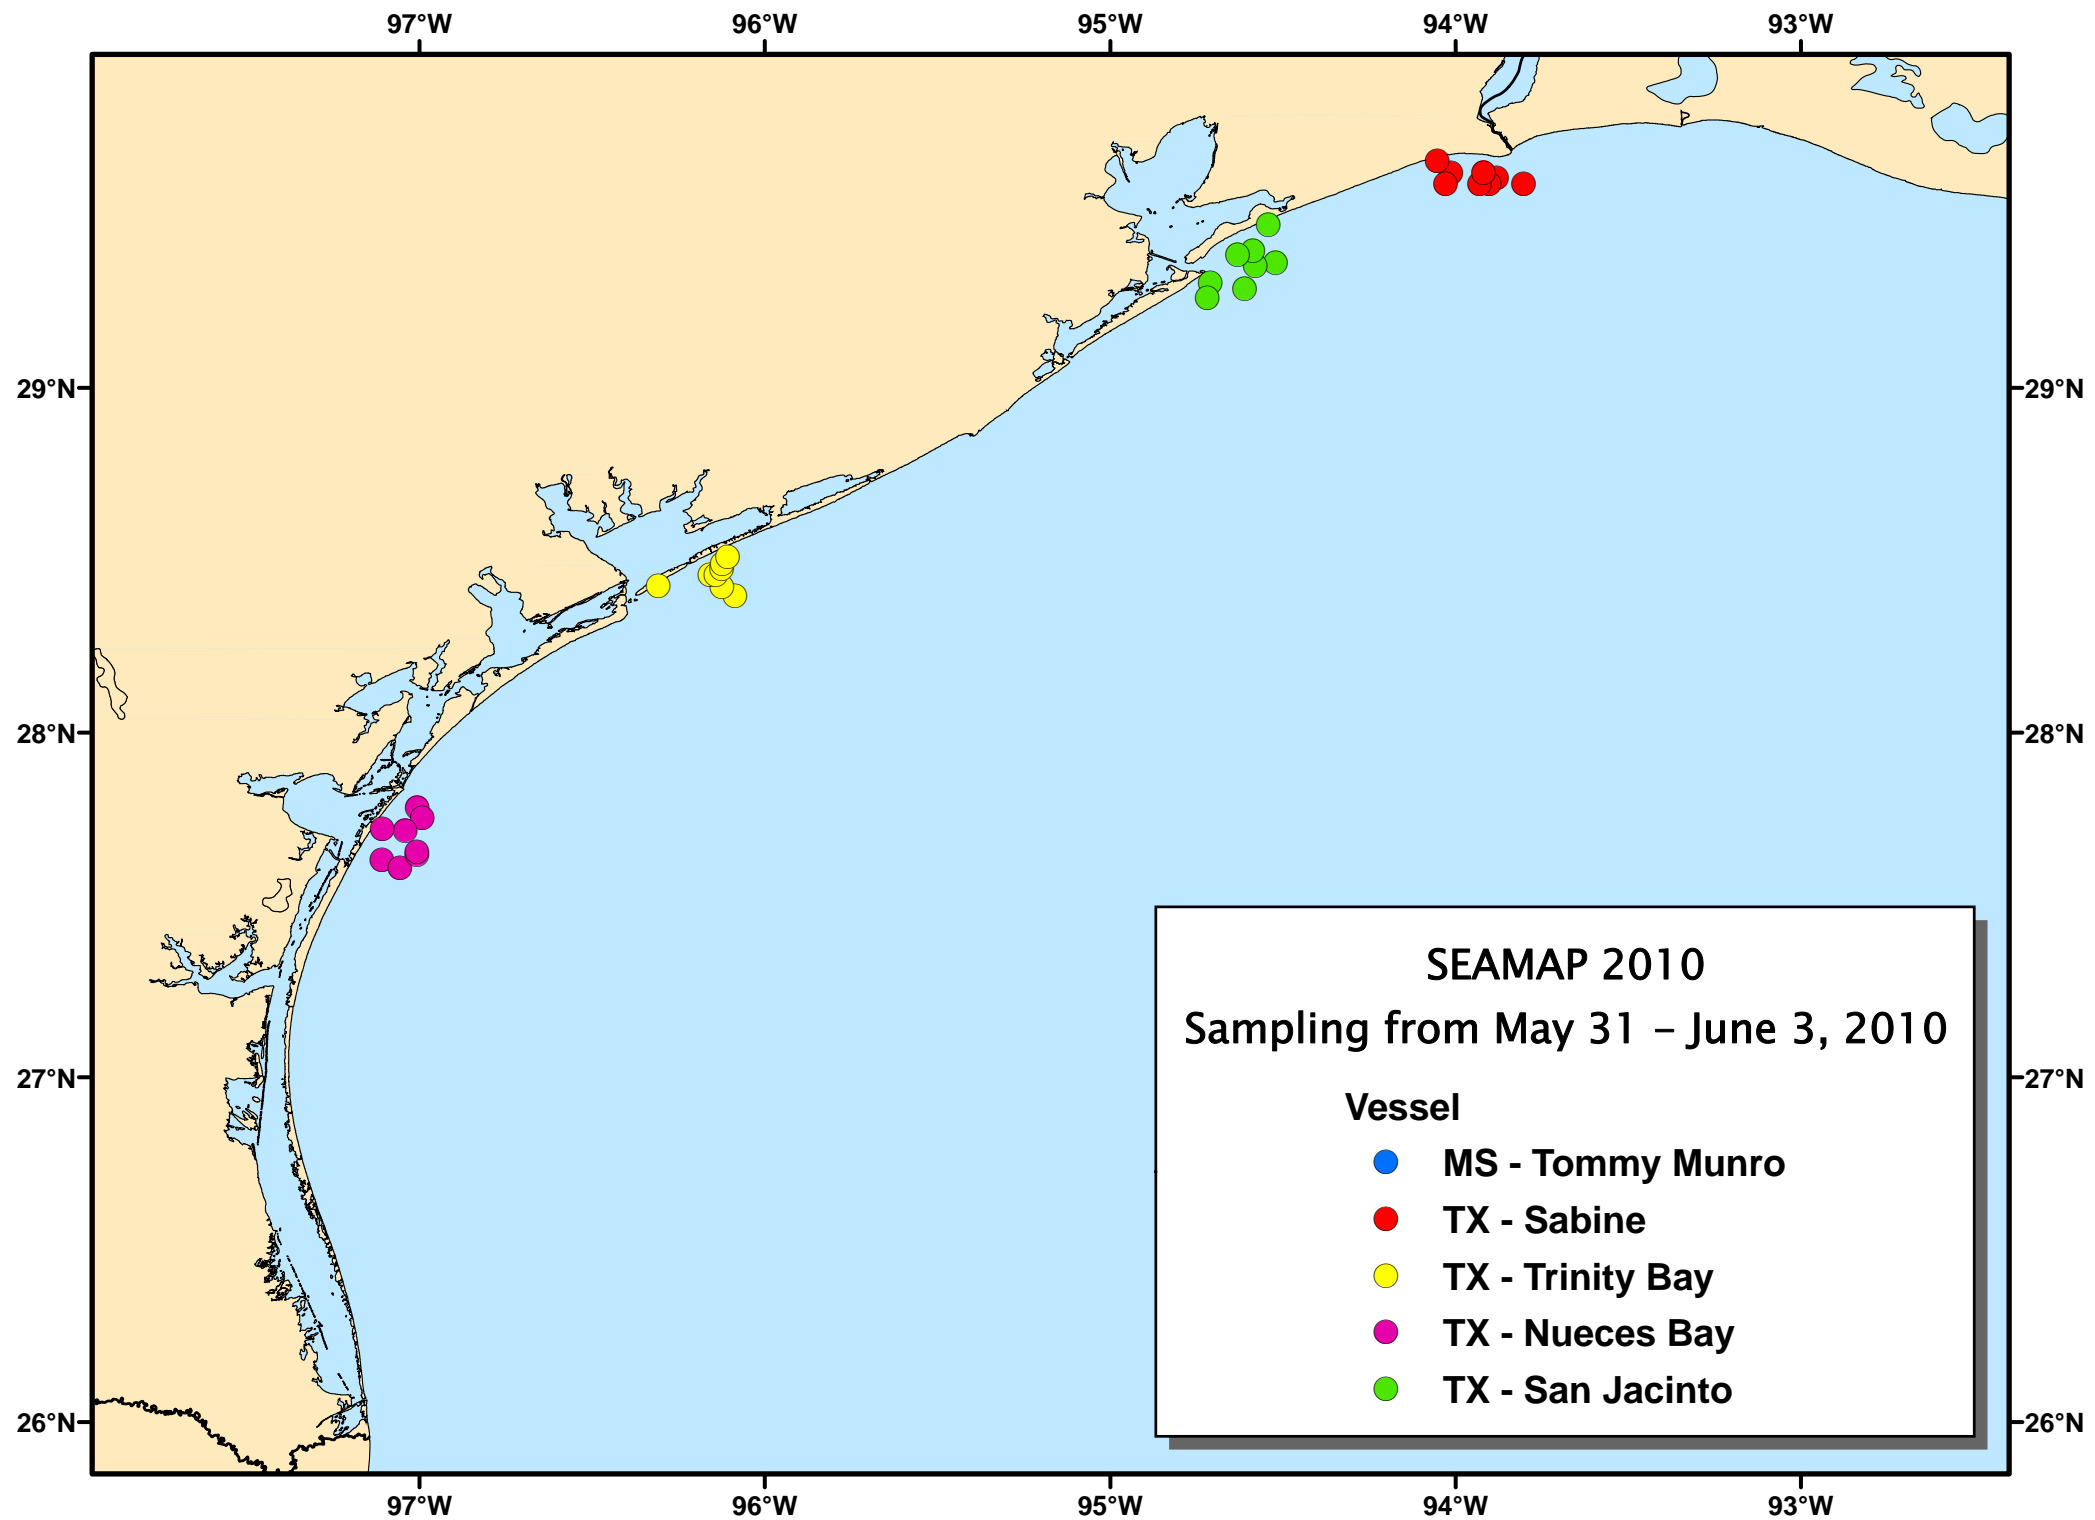 97°W 96°W 95°W 94°W 93°W
29°N 29°N
28°N 28°N
27°N 27°N
26°N 26°N
SEAMAP 2010
Sampling from May 31 - June 3, 2010
Vessel
MS - Tommy Munro
TX - Sabine
TX - Trinity Bay
TX - Nueces Bay
TX - San Jacinto
97°W 96°W 95°W 94°W 93°W